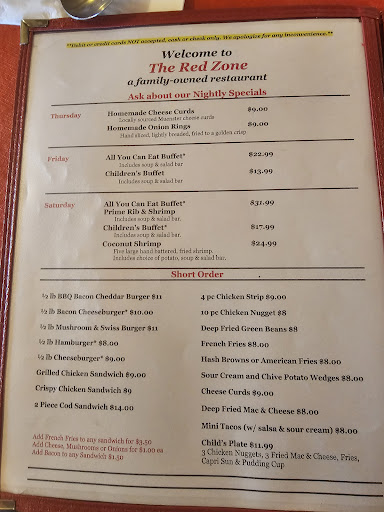 **Debit or credit cards NOT accepted, cash or check only. We apologize for any inconvenience.**
Welcome to
The Red Zone
a family-owned restaurant
Ask about our Nightly Specials
Thursday Homemade Cheese Curds $9.00
Locally sourced Muenster cheese curds
Homemade Onion Rings $9.00
Hand sliced, lightly breaded, fried to a golden crisp
Friday All You Can Eat Buffet* $22.99
Includes soup & salad bar
Children's Buffet $13.99
Includes soup & salad bar
Saturday All You Can Eat Buffet* $31.99
Prime Rib & Shrimp
Includes soup & salad bar.
Children's Buffet* $17.99
Includes soup & salad bar.
Coconut Shrimp $24.99
Five large hand battered, fried shrimp.
Includes choice of potato, soup & salad bar.
Short Order
½ lb BBQ Bacon Cheddar Burger $11
½ lb Bacon Cheeseburger* $10.00
½ lb Mushroom & Swiss Burger $11
½ lb Hamburger* $8.00
½ lb Cheeseburger* $9.00
Grilled Chicken Sandwich $9.00
Crispy Chicken Sandwich $9
2 Piece Cod Sandwich $14.00
Add French Fries to any sandwich for $3.50
Add Cheese, Mushrooms or Onions for $1.00 ea
Add Bacon to any Sandwich $1.50
4 pc Chicken Strip $9.00
10 pc Chicken Nugget $8
Deep Fried Green Beans $8
French Fries $8.00
Hash Browns or American Fries $8.00
Sour Cream and Chive Potato Wedges $8.00
Cheese Curds $9.00
Deep Fried Mac & Cheese $8.00
Mini Tacos (w/ salsa & sour cream) $8.00
Child's Plate $11.99
3 Chicken Nuggets, 3 Fried Mac & Cheese, Fries,
Capri Sun & Pudding Cup